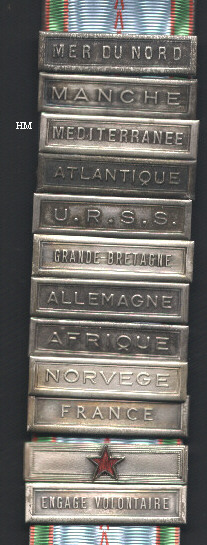 MER DU NORD
MANCHE
HM
MEDITERRANEE
ATLANTIQUE
U.R.S.S.
GRANDE-BRETAGNE
ALLEMAGNE
AFRIQUE
NORVEGE
FRANCE
ENGAGE VOLONTAIRE